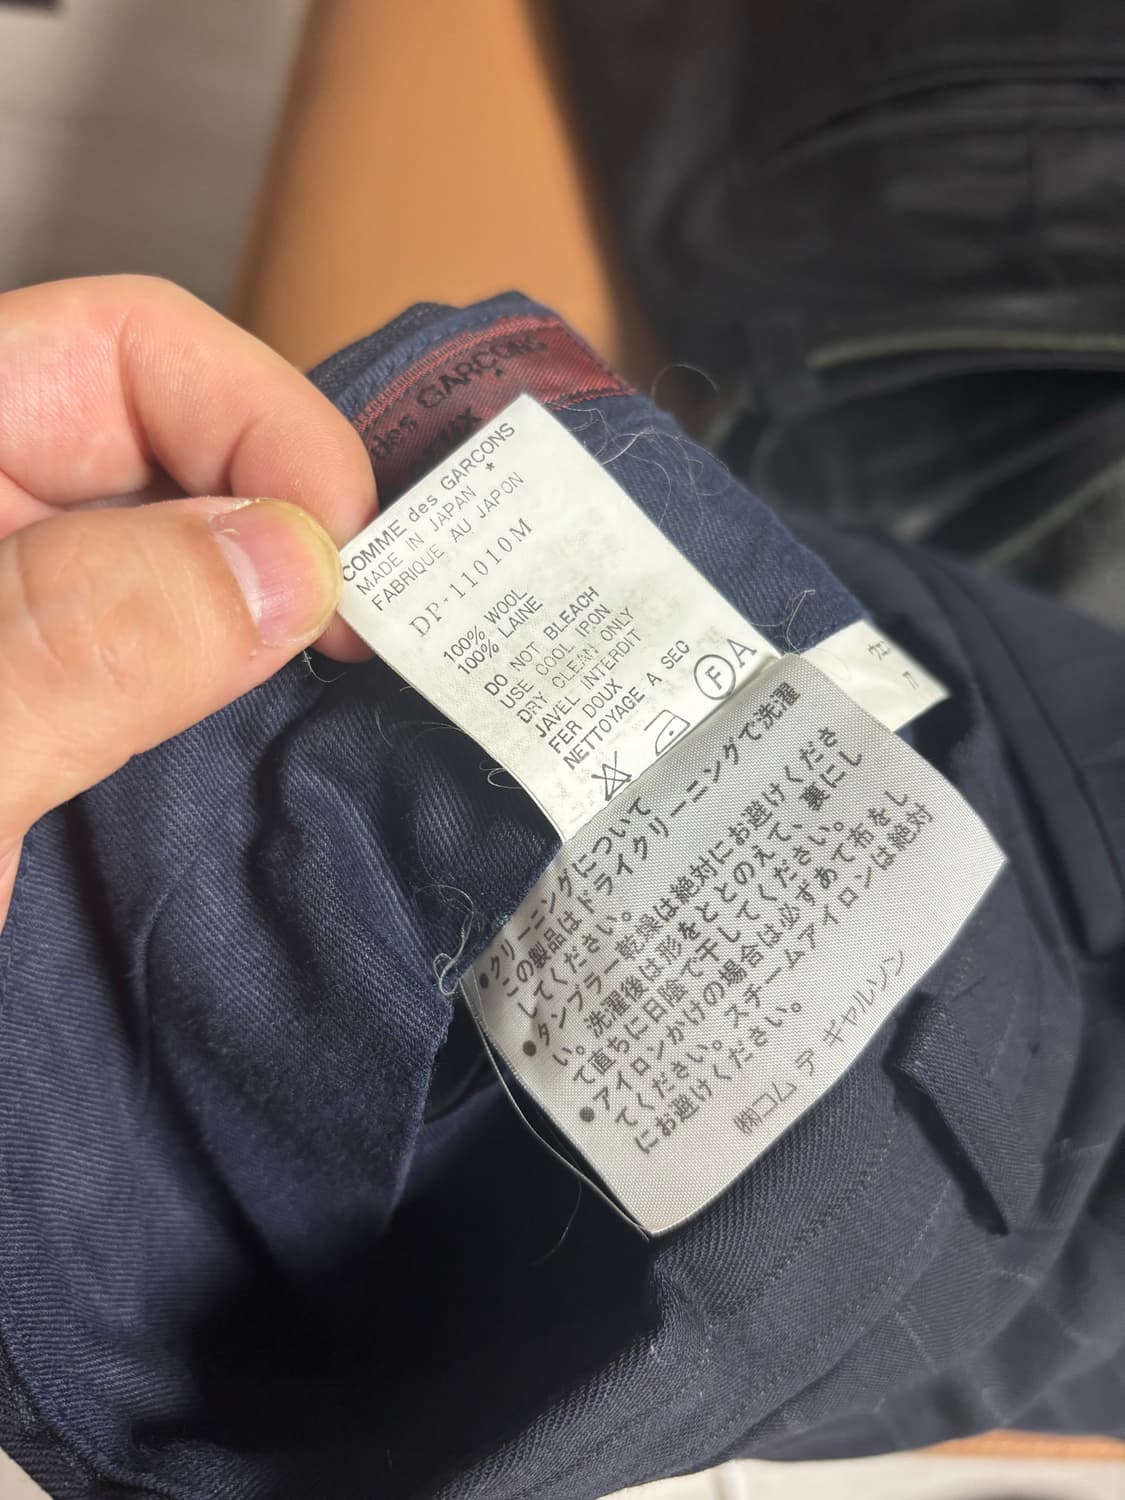 des GARÇONS
COMME des GARCONS
MADE IN JAPAN *
FABRIQUE AU JAPON
DP-11010M
100% WOOL
100% LAINE
DO NOT BLEACH
USE COOL IRON
DRY CLEAN ONLY
JAVEL INTERDIT
FER DOUX
NETTOYAGE A SEC
F A
77
●クリーニングについて
この製品はドライクリーニングで洗濯
してください。
●タンブラー乾燥は絶対にお避けくださ
い。洗濯後は形をととのえて、裏にし
て直ちに日陰で干してください。
●アイロンかけの場合は必ずあて布をし
てください。スチームアイロンは絶対
にお避けください。
㈱コム デ ギャルソン